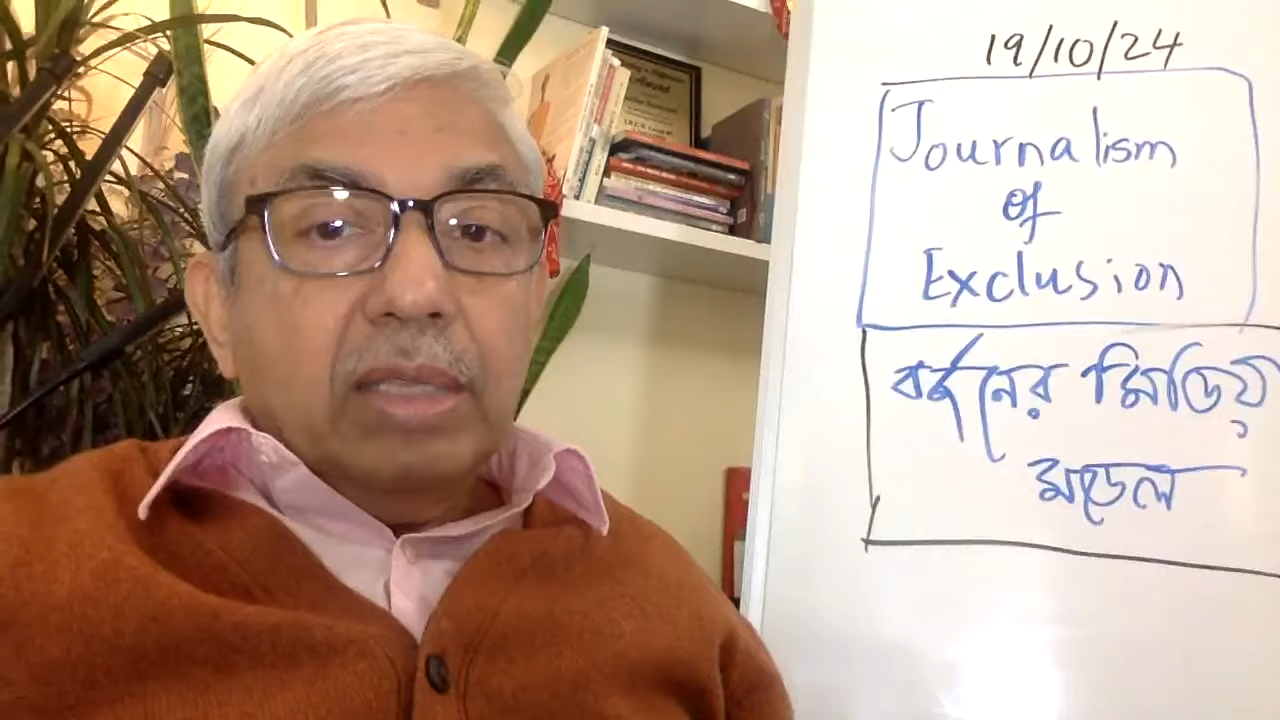 19/10/24
Journalism
of
Exclusion
বর্জনের মিডিয়
মডেল